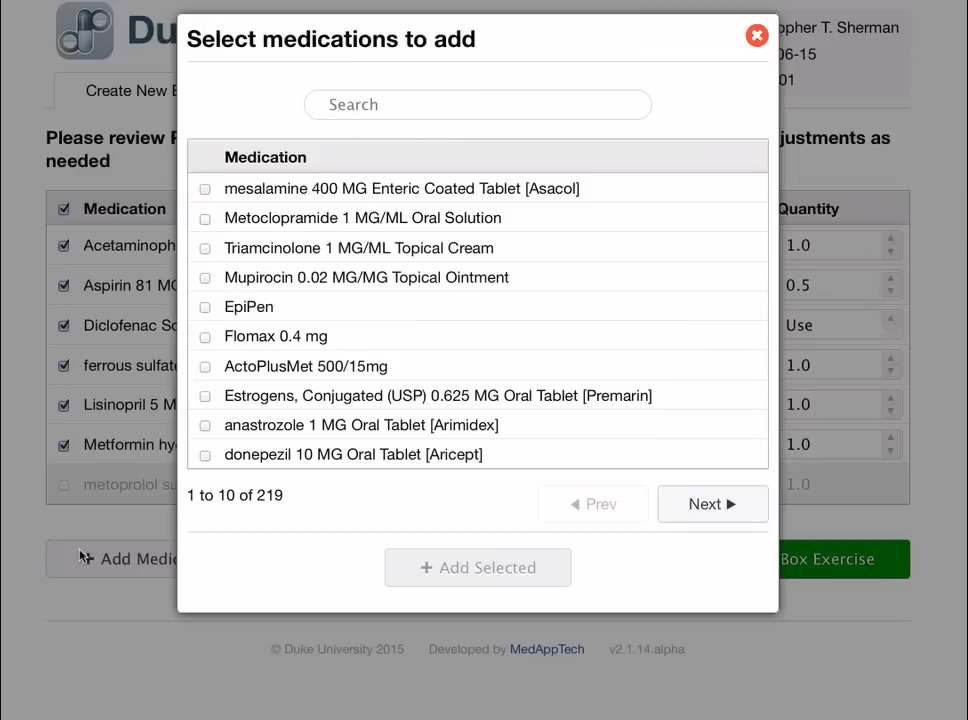 Du
opher T. Sherman
06-15
01
Create New E
Please review
justments as
needed
Medication
Quantity
Acetaminoph
1.0
Aspirin 81 MG
0.5
Diclofenac So
Use
ferrous sulfate
1.0
Lisinopril 5 M
1.0
Metformin hy
1.0
metoprolol su
1.0
Add Medic
Box Exercise
Select medications to add
Search
Medication
mesalamine 400 MG Enteric Coated Tablet [Asacol]
Metoclopramide 1 MG/ML Oral Solution
Triamcinolone 1 MG/ML Topical Cream
Mupirocin 0.02 MG/MG Topical Ointment
EpiPen
Flomax 0.4 mg
ActoPlusMet 500/15mg
Estrogens, Conjugated (USP) 0.625 MG Oral Tablet [Premarin]
anastrozole 1 MG Oral Tablet [Arimidex]
donepezil 10 MG Oral Tablet [Aricept]
1 to 10 of 219
◀ Prev
Next ▶
+ Add Selected
© Duke University 2015 Developed by MedAppTech v2.1.14.alpha